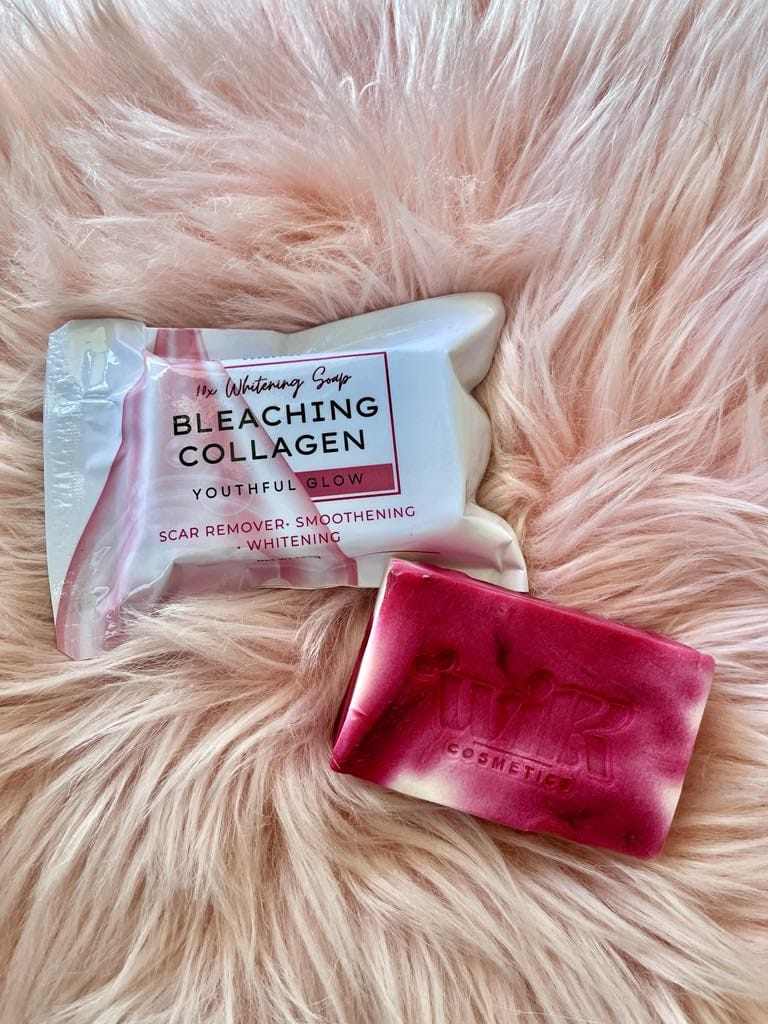 10x Whitening Soap
BLEACHING
COLLAGEN
YOUTHFUL GLOW
SCAR REMOVER• SMOOTHENING
• WHITENING
COSMETICS